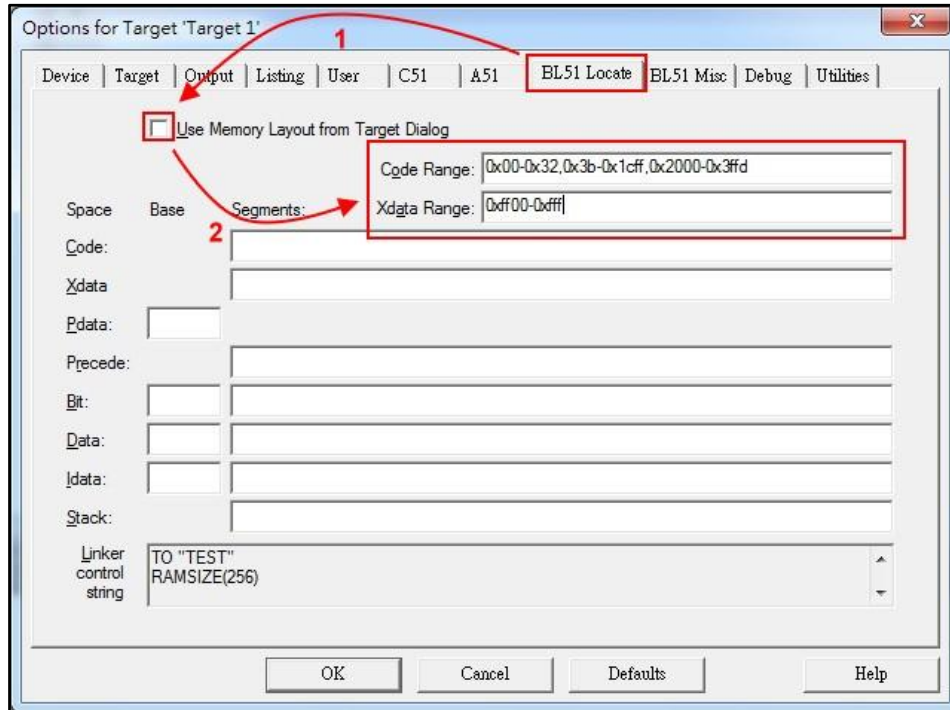 Options for Target 'Target 1'
X
1
Device Target Output Listing User C51 A51 BL51 Locate BL51 Misc Debug Utilities
Use Memory Layout from Target Dialog
Code Range: 0x00-0x32,0x3b-0x1cff,0x2000-0x3ffd
Space Base Segments: Xdata Range: 0xff00-0xfff
2
Code:
Xdata
Pdata:
Precede:
Bit:
Data:
Idata:
Stack:
Linker
control
string
TO "TEST"
RAMSIZE(256)
OK Cancel Defaults Help